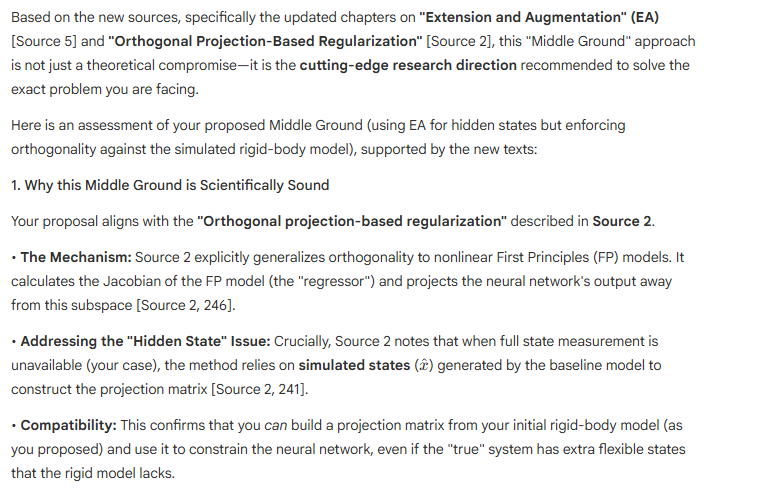 Based on the new sources, specifically the updated chapters on "Extension and Augmentation" (EA)
[Source 5] and "Orthogonal Projection-Based Regularization" [Source 2], this "Middle Ground" approach
is not just a theoretical compromise—it is the cutting-edge research direction recommended to solve the
exact problem you are facing.
Here is an assessment of your proposed Middle Ground (using EA for hidden states but enforcing
orthogonality against the simulated rigid-body model), supported by the new texts:
1. Why this Middle Ground is Scientifically Sound
Your proposal aligns with the "Orthogonal projection-based regularization" described in Source 2.
• The Mechanism: Source 2 explicitly generalizes orthogonality to nonlinear First Principles (FP) models. It
calculates the Jacobian of the FP model (the "regressor") and projects the neural network's output away
from this subspace [Source 2, 246].
• Addressing the "Hidden State" Issue: Crucially, Source 2 notes that when full state measurement is
unavailable (your case), the method relies on simulated states (x̂) generated by the baseline model to
construct the projection matrix [Source 2, 241].
• Compatibility: This confirms that you can build a projection matrix from your initial rigid-body model (as
you proposed) and use it to constrain the neural network, even if the "true" system has extra flexible states
that the rigid model lacks.